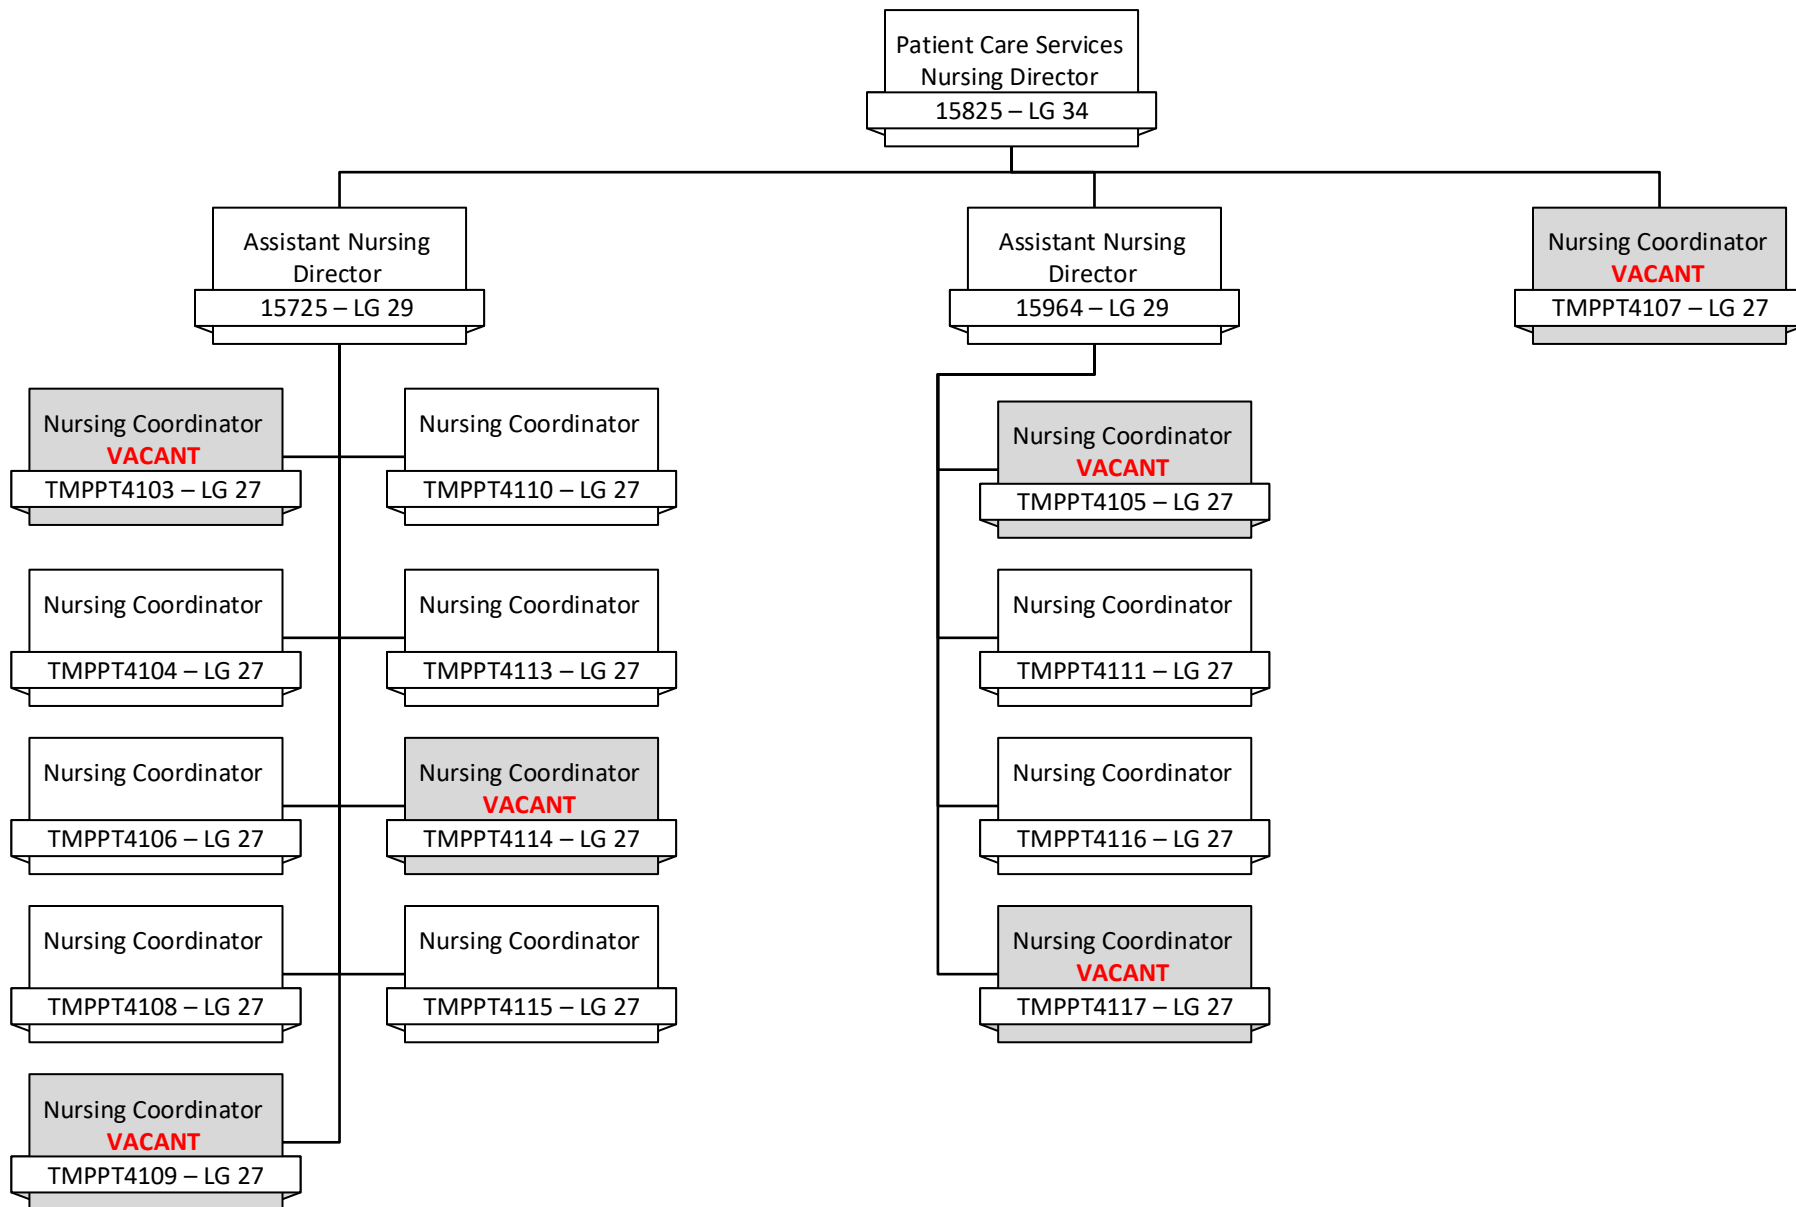 Patient Care Services
Nursing Director
15825 – LG 34
Assistant Nursing
Director
15725 – LG 29
Assistant Nursing
Director
15964 – LG 29
Nursing Coordinator
VACANT
TMPPT4107 – LG 27
Nursing Coordinator
VACANT
TMPPT4103 – LG 27
Nursing Coordinator
TMPPT4110 – LG 27
Nursing Coordinator
VACANT
TMPPT4105 – LG 27
Nursing Coordinator
TMPPT4104 – LG 27
Nursing Coordinator
TMPPT4113 – LG 27
Nursing Coordinator
TMPPT4111 – LG 27
Nursing Coordinator
TMPPT4106 – LG 27
Nursing Coordinator
VACANT
TMPPT4114 – LG 27
Nursing Coordinator
TMPPT4116 – LG 27
Nursing Coordinator
TMPPT4108 – LG 27
Nursing Coordinator
TMPPT4115 – LG 27
Nursing Coordinator
VACANT
TMPPT4117 – LG 27
Nursing Coordinator
VACANT
TMPPT4109 – LG 27